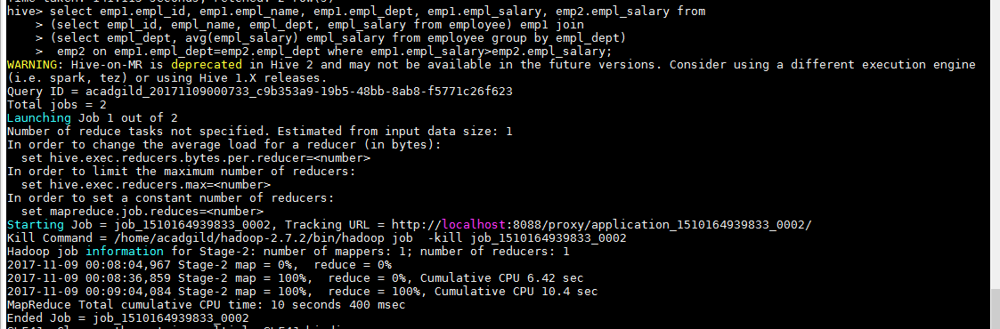 hive> select emp1.empl_id, emp1.empl_name, emp1.empl_dept, emp1.empl_salary, emp2.empl_salary from
> (select empl_id, empl_name, empl_dept, empl_salary from employee) emp1 join
> (select empl_dept, avg(empl_salary) empl_salary from employee group by empl_dept)
> emp2 on emp1.empl_dept=emp2.empl_dept where emp1.empl_salary>emp2.empl_salary;
WARNING: Hive-on-MR is deprecated in Hive 2 and may not be available in the future versions. Consider using a different execution engine
(i.e. spark, tez) or using Hive 1.X releases.
Query ID = acadgild_20171109000733_c9b353a9-19b5-48bb-8ab8-f5771c26f623
Total jobs = 2
Launching Job 1 out of 2
Number of reduce tasks not specified. Estimated from input data size: 1
In order to change the average load for a reducer (in bytes):
set hive.exec.reducers.bytes.per.reducer=<number>
In order to limit the maximum number of reducers:
set hive.exec.reducers.max=<number>
In order to set a constant number of reducers:
set mapreduce.job.reduces=<number>
Starting Job = job_1510164939833_0002, Tracking URL = http://localhost:8088/proxy/application_1510164939833_0002/
Kill Command = /home/acadgild/hadoop-2.7.2/bin/hadoop job  -kill job_1510164939833_0002
Hadoop job information for Stage-2: number of mappers: 1; number of reducers: 1
2017-11-09 00:08:04,967 Stage-2 map = 0%,  reduce = 0%
2017-11-09 00:08:36,859 Stage-2 map = 100%,  reduce = 0%, Cumulative CPU 6.42 sec
2017-11-09 00:09:04,084 Stage-2 map = 100%,  reduce = 100%, Cumulative CPU 10.4 sec
MapReduce Total cumulative CPU time: 10 seconds 400 msec
Ended Job = job_1510164939833_0002